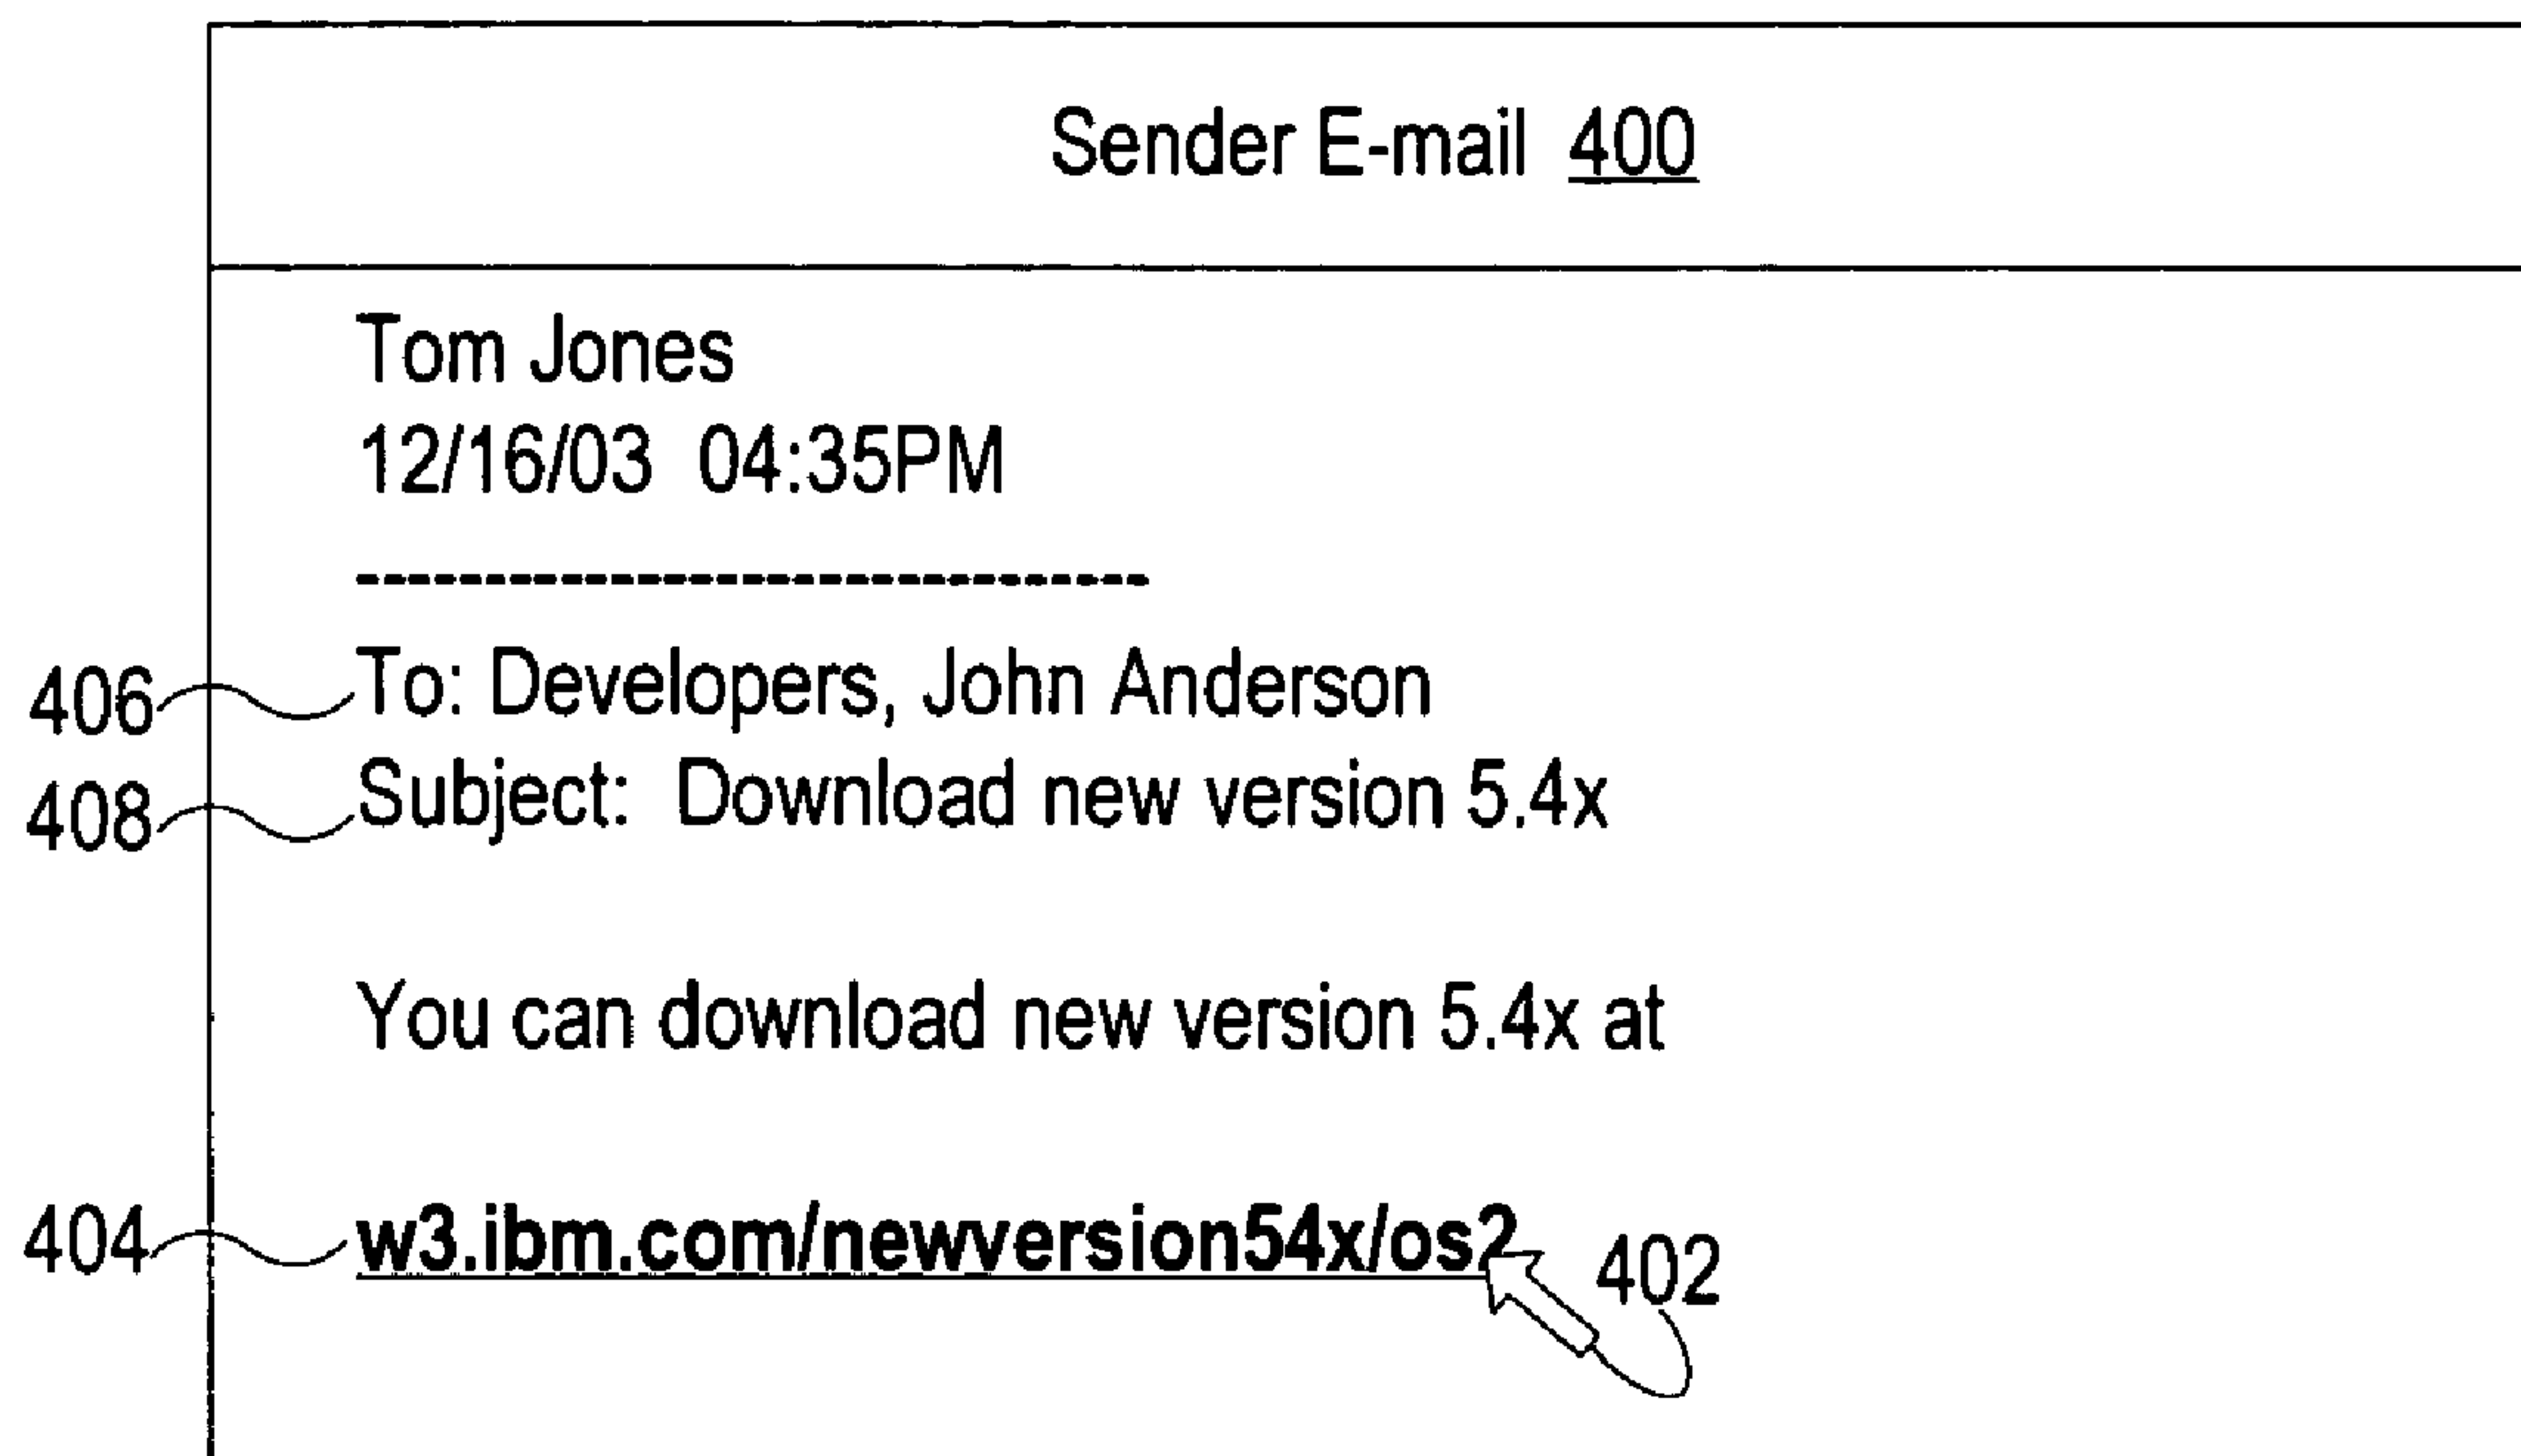 Sender E-mail 400
Tom Jones
12/16/03 04:35PM
-------------------------------
406 To: Developers, John Anderson
408 Subject: Download new version 5.4x
You can download new version 5.4x at
404 w3.ibm.com/newversion54x/os2 402